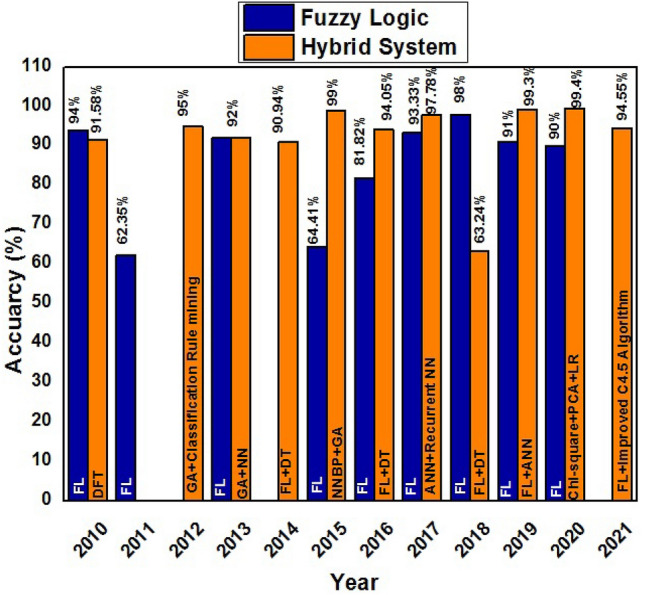 Fuzzy Logic
Hybrid System
Accuarcy (%)
110
100
90
80
70
60
50
40
30
20
10
0
94%
91.58%
62.35%
95%
92%
90.94%
64.41%
99%
81.82%
94.05%
93.33%
97.78%
98%
63.24%
91%
99.3%
90%
99.4%
94.55%
FL
DFT
FL
GA+Classification Rule mining
FL
GA+NN
FL+DT
FL
NNBP+GA
FL
FL+DT
FL
ANN+Recurrent NN
FL
FL+DT
FL
FL+ANN
FL
Chi-square+PCA+LR
FL+Improved C4.5 Algorithm
2010
2011
2012
2013
2014
2015
2016
2017
2018
2019
2020
2021
Year